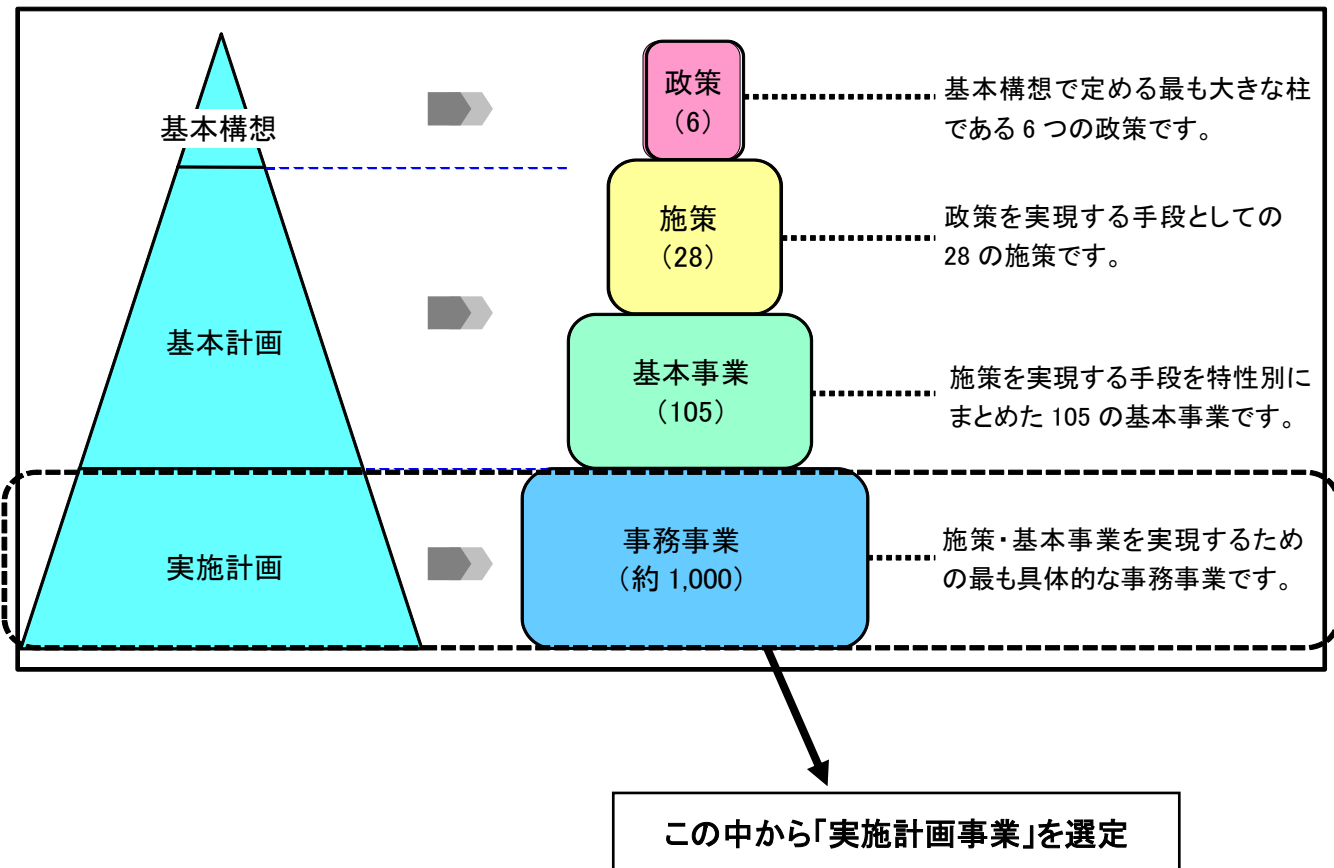 基本構想
政策
（6）
基本構想で定める最も大きな柱
である 6 つの政策です。
施策
（28）
政策を実現する手段としての
28 の施策です。
基本計画
基本事業
（105）
施策を実現する手段を特性別に
まとめた 105 の基本事業です。
実施計画
事務事業
（約 1,000）
施策・基本事業を実現するため
の最も具体的な事務事業です。
この中から「実施計画事業」を選定